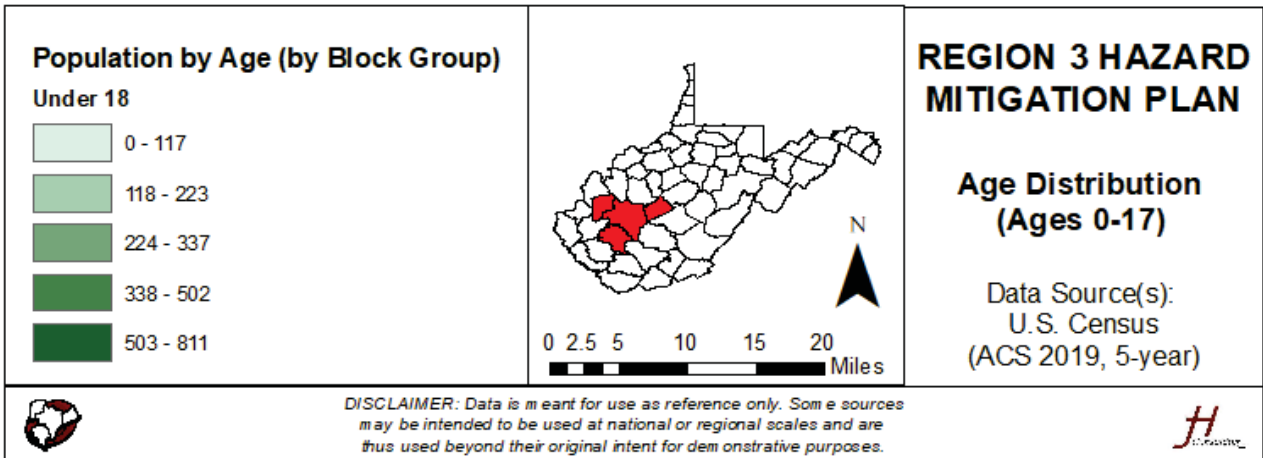 Population by Age (by Block Group)
Under 18
0 - 117
118 - 223
224 - 337
338 - 502
503 - 811
N
0 2.5 5 10 15 20
Miles
REGION 3 HAZARD
MITIGATION PLAN
Age Distribution
(Ages 0-17)
Data Source(s):
U.S. Census
(ACS 2019, 5-year)
DISCLAIMER: Data is meant for use as reference only. Some sources
may be intended to be used at national or regional scales and are
thus used beyond their original intent for demonstrative purposes.
JH